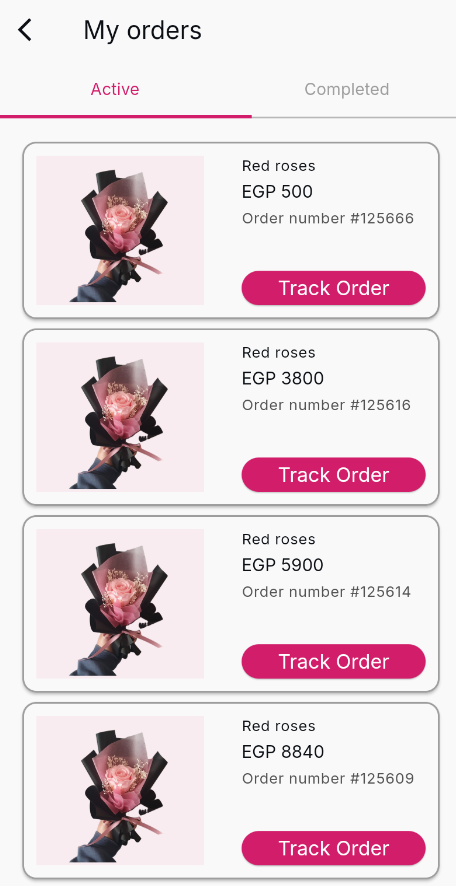 My orders
Active
Completed
Red roses
EGP 500
Order number #125666
Track Order
Red roses
EGP 3800
Order number #125616
Track Order
Red roses
EGP 5900
Order number #125614
Track Order
Red roses
EGP 8840
Order number #125609
Track Order